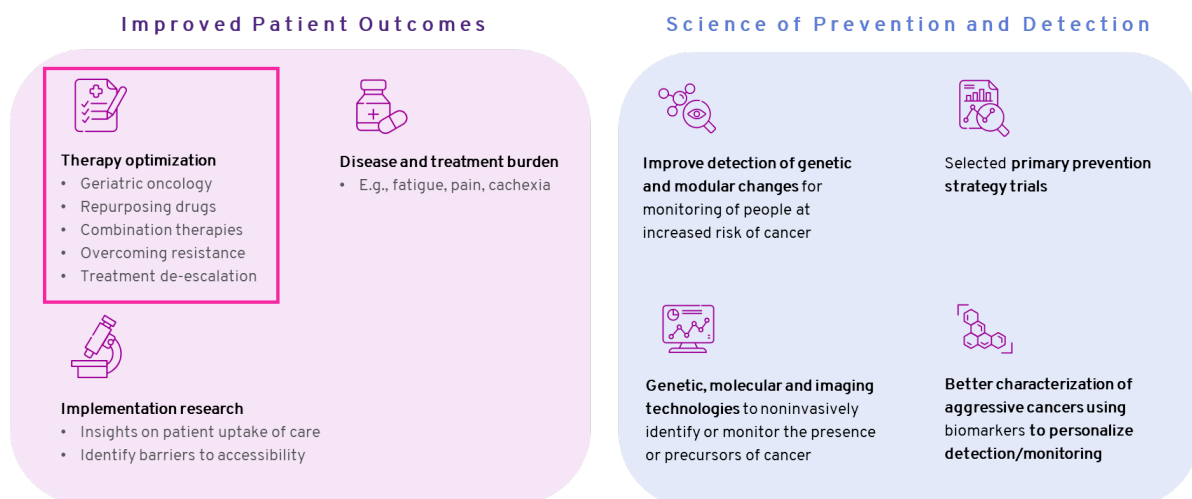 Improved Patient Outcomes
Therapy optimization
• Geriatric oncology
• Repurposing drugs
• Combination therapies
• Overcoming resistance
• Treatment de-escalation
Disease and treatment burden
• E.g., fatigue, pain, cachexia
Implementation research
• Insights on patient uptake of care
• Identify barriers to accessibility
Science of Prevention and Detection
Improve detection of genetic
and modular changes for
monitoring of people at
increased risk of cancer
Selected primary prevention
strategy trials
Genetic, molecular and imaging
technologies to noninvasively
identify or monitor the presence
or precursors of cancer
Better characterization of
aggressive cancers using
biomarkers to personalize
detection/monitoring